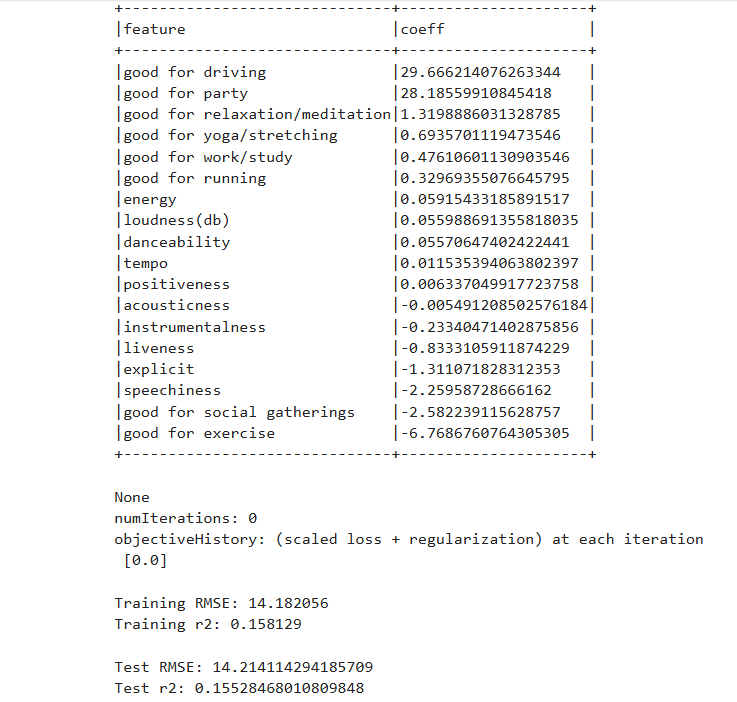 +------------------------------+---------------------+
|feature                       |coeff                |
+------------------------------+---------------------+
|good for driving              |29.666214076263344   |
|good for party                |28.18559910845418    |
|good for relaxation/meditation|1.3198886031328785   |
|good for yoga/stretching      |0.6935701119473546   |
|good for work/study           |0.47610601130903546  |
|good for running              |0.32969355076645795  |
|energy                        |0.05915433185891517  |
|loudness(db)                  |0.055988691355818035 |
|danceability                  |0.05570647402422441  |
|tempo                         |0.011535394063802397 |
|positiveness                  |0.006337049917723758 |
|acousticness                  |-0.005491208502576184|
|instrumentalness              |-0.23340471402875856 |
|liveness                      |-0.8333105911874229  |
|explicit                      |-1.311071828312353   |
|speechiness                   |-2.25958728666162    |
|good for social gatherings    |-2.582239115628757   |
|good for exercise             |-6.7686760764305305  |
+------------------------------+---------------------+
None
numIterations: 0
objectiveHistory: (scaled loss + regularization) at each iteration
[0.0]
Training RMSE: 14.182056
Training r2: 0.158129
Test RMSE: 14.214114294185709
Test r2: 0.15528468010809848